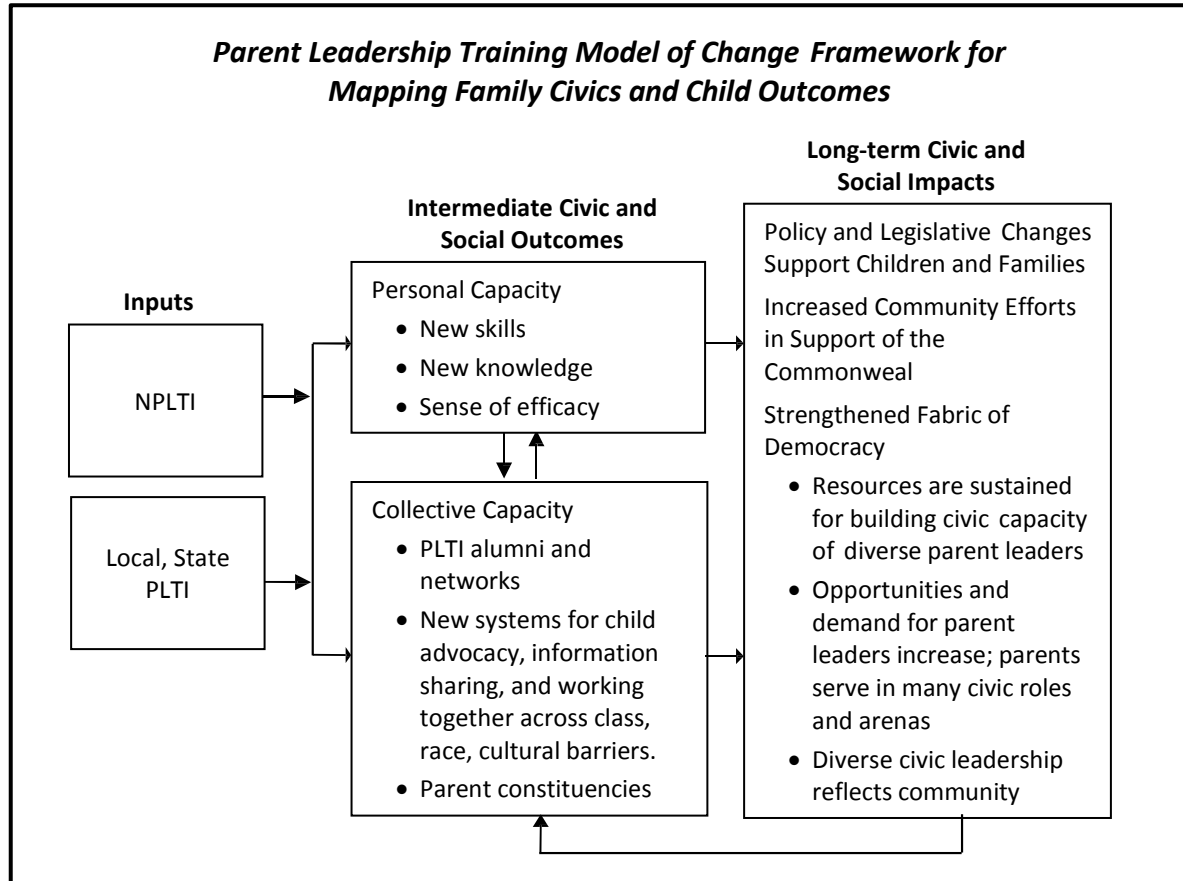 Parent Leadership Training Model of Change Framework for
Mapping Family Civics and Child Outcomes
Inputs
NPLTI
Local, State
PLTI
Intermediate Civic and
Social Outcomes
Personal Capacity
• New skills
• New knowledge
• Sense of efficacy
Collective Capacity
• PLTI alumni and
networks
• New systems for child
advocacy, information
sharing, and working
together across class,
race, cultural barriers.
• Parent constituencies
Long-term Civic and
Social Impacts
Policy and Legislative Changes
Support Children and Families
Increased Community Efforts
in Support of the
Commonweal
Strengthened Fabric of
Democracy
• Resources are sustained
for building civic capacity
of diverse parent leaders
• Opportunities and
demand for parent
leaders increase; parents
serve in many civic roles
and arenas
• Diverse civic leadership
reflects community